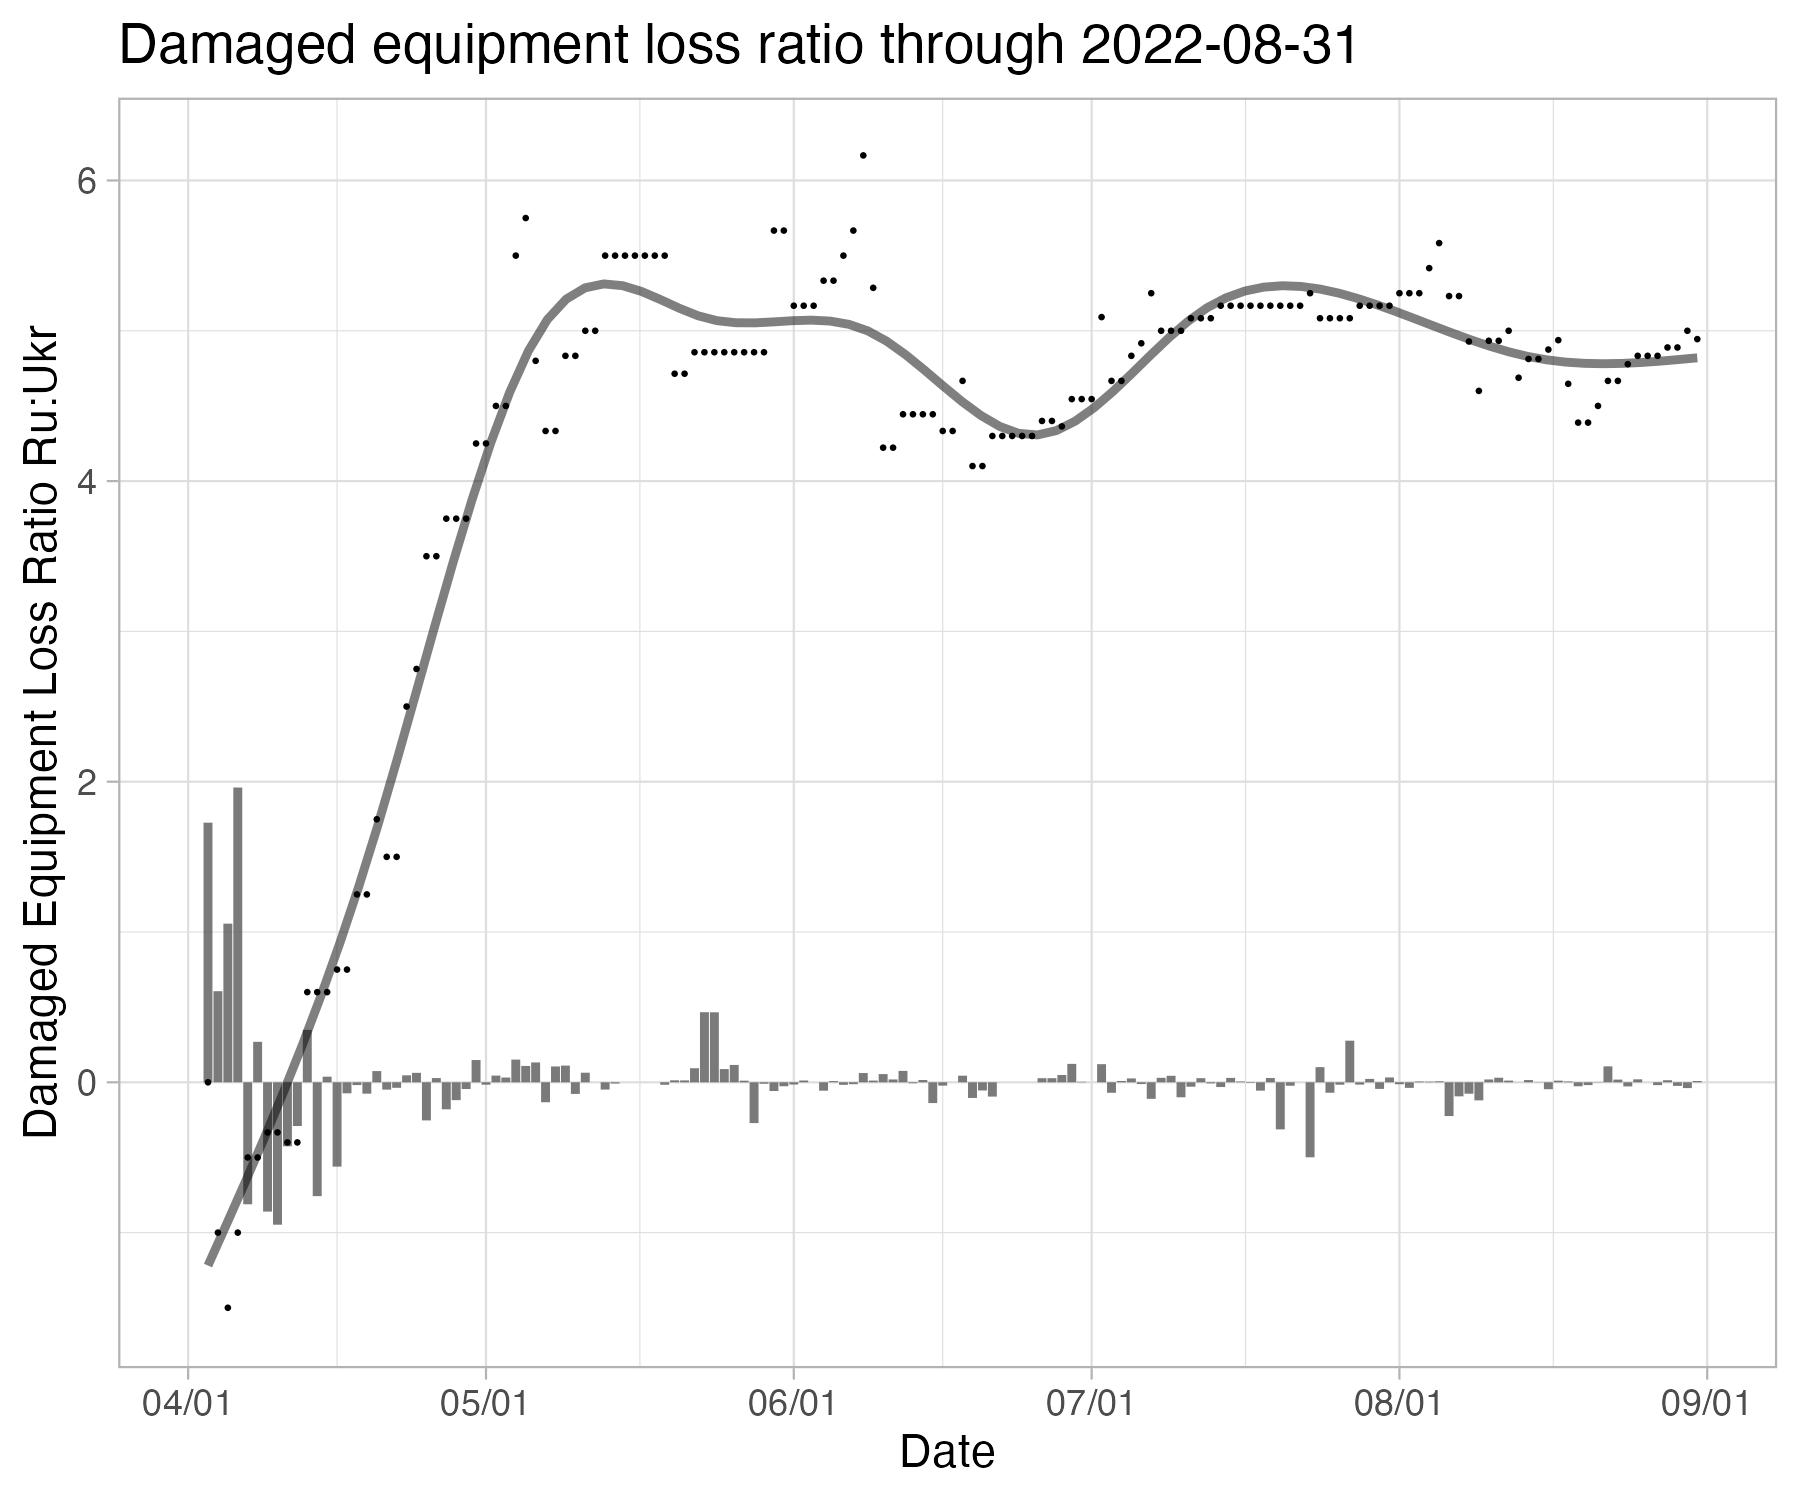 Damaged equipment loss ratio through 2022-08-31
Damaged Equipment Loss Ratio Ru:Ukr
6
4
2
0
04/01 05/01 06/01 07/01 08/01 09/01
Date